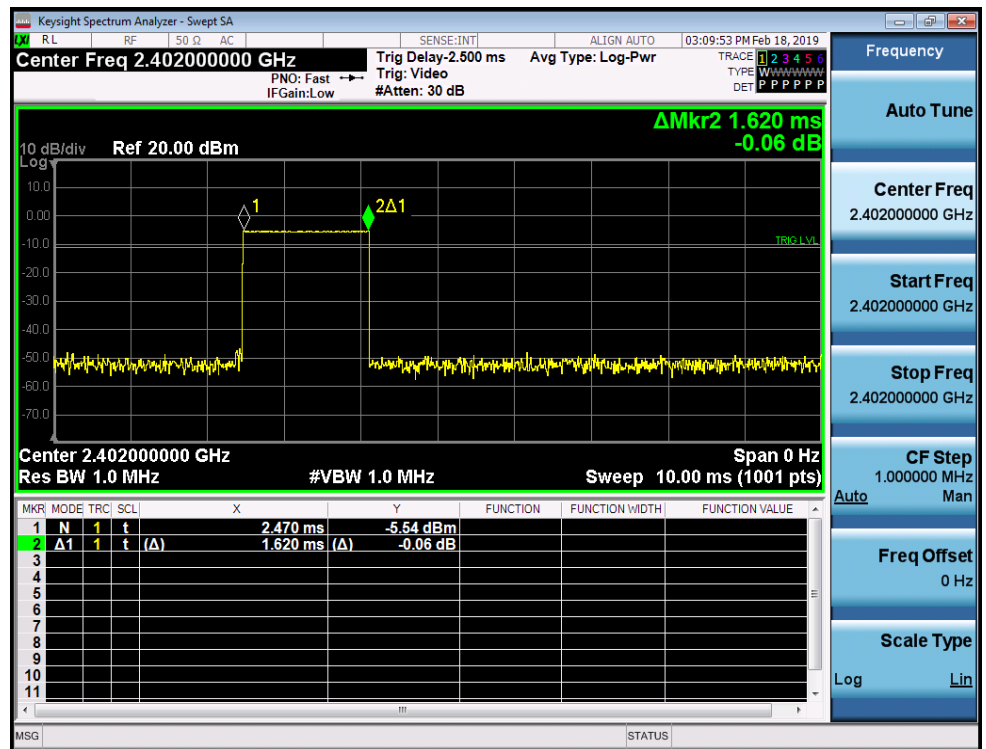 Keysight Spectrum Analyzer - Swept SA
LXI RL RF 50 Ω AC SENSE:INT ALIGN AUTO 03:09:53 PM Feb 18, 2019
Center Freq 2.402000000 GHz
PNO: Fast
IFGain:Low
Trig Delay-2.500 ms
Trig: Video
#Atten: 30 dB
Avg Type: Log-Pwr
TRACE 1 2 3 4 5 6
TYPE WWWWWW
DET P P P P P P
ΔMkr2 1.620 ms
-0.06 dB
10 dB/div Ref 20.00 dBm
Log
10.0
0.00
-10.0
-20.0
-30.0
-40.0
-50.0
-60.0
-70.0
1
2Δ1
TRIG LVL
Center 2.402000000 GHz Span 0 Hz
Res BW 1.0 MHz #VBW 1.0 MHz Sweep 10.00 ms (1001 pts)
MKR MODE TRC SCL X Y FUNCTION FUNCTION WIDTH FUNCTION VALUE
1 N 1 t 2.470 ms -5.54 dBm
2 Δ1 1 t (Δ) 1.620 ms (Δ) -0.06 dB
3
4
5
6
7
8
9
10
11
MSG STATUS
Frequency
Auto Tune
Center Freq
2.402000000 GHz
Start Freq
2.402000000 GHz
Stop Freq
2.402000000 GHz
CF Step
1.000000 MHz
Auto Man
Freq Offset
0 Hz
Scale Type
Log Lin